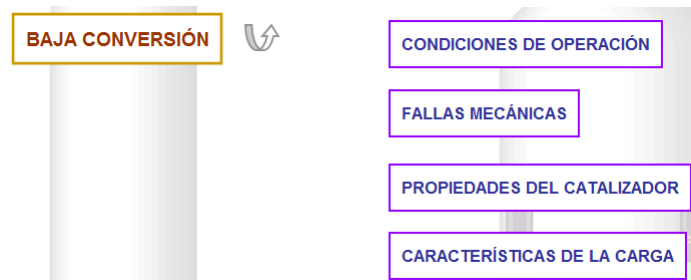 BAJA CONVERSIÓN
CONDICIONES DE OPERACIÓN
FALLAS MECÁNICAS
PROPIEDADES DEL CATALIZADOR
CARACTERÍSTICAS DE LA CARGA